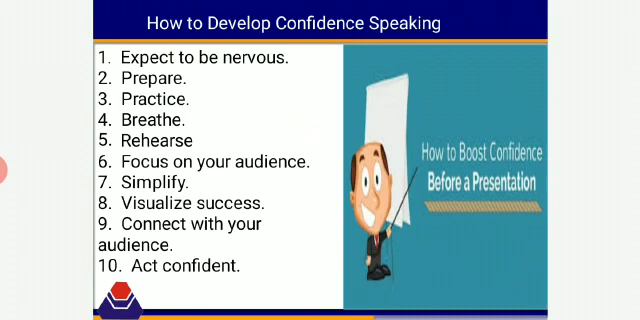 How to Develop Confidence Speaking
1. Expect to be nervous.
2. Prepare.
3. Practice.
4. Breathe.
5. Rehearse
6. Focus on your audience.
7. Simplify.
8. Visualize success.
9. Connect with your
audience.
10. Act confident.
How to Boost Confidence
Before a Presentation